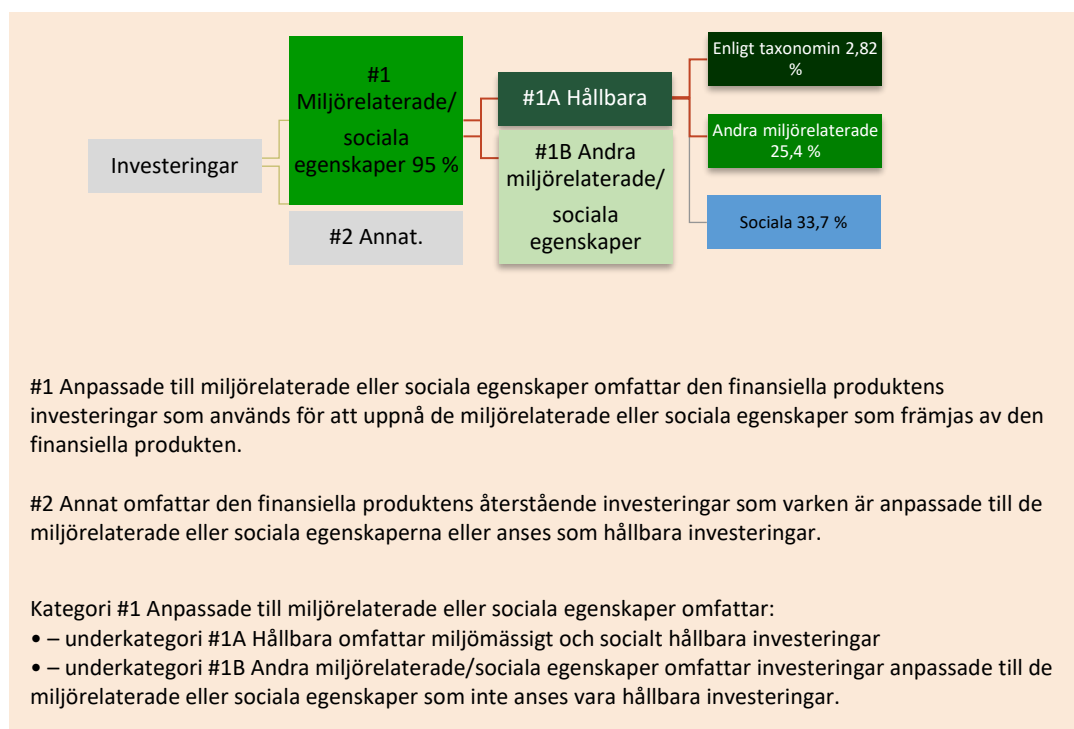 Investeringar
#1
Miljörelaterade/
sociala
egenskaper 95 %
#2 Annat.
#1A Hållbara
#1B Andra
miljörelaterade/
sociala
egenskaper
Enligt taxonomin 2,82
%
Andra miljörelaterade
25,4 %
Sociala 33,7 %
#1 Anpassade till miljörelaterade eller sociala egenskaper omfattar den finansiella produktens
investeringar som används för att uppnå de miljörelaterade eller sociala egenskaper som främjas av den
finansiella produkten.
#2 Annat omfattar den finansiella produktens återstående investeringar som varken är anpassade till de
miljörelaterade eller sociala egenskaperna eller anses som hållbara investeringar.
Kategori #1 Anpassade till miljörelaterade eller sociala egenskaper omfattar:
• – underkategori #1A Hållbara omfattar miljömässigt och socialt hållbara investeringar
• – underkategori #1B Andra miljörelaterade/sociala egenskaper omfattar investeringar anpassade till de
miljörelaterade eller sociala egenskaper som inte anses vara hållbara investeringar.